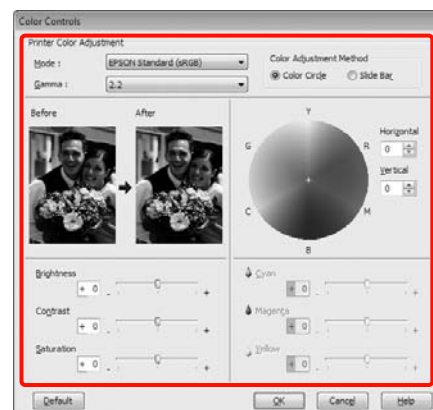 Color Controls
Printer Color Adjustment
Mode : EPSON Standard (sRGB)
Gamma : 2.2
Color Adjustment Method
Color Circle Slide Bar
Before After
Y
G R
C M
B
Horizontal
0
Vertical
0
Brightness
+ 0 - +
Contrast
+ 0 - +
Saturation
+ 0 - +
Cyan
+ 0 - +
Magenta
+ 0 - +
Yellow
+ 0 - +
Default OK Cancel Help